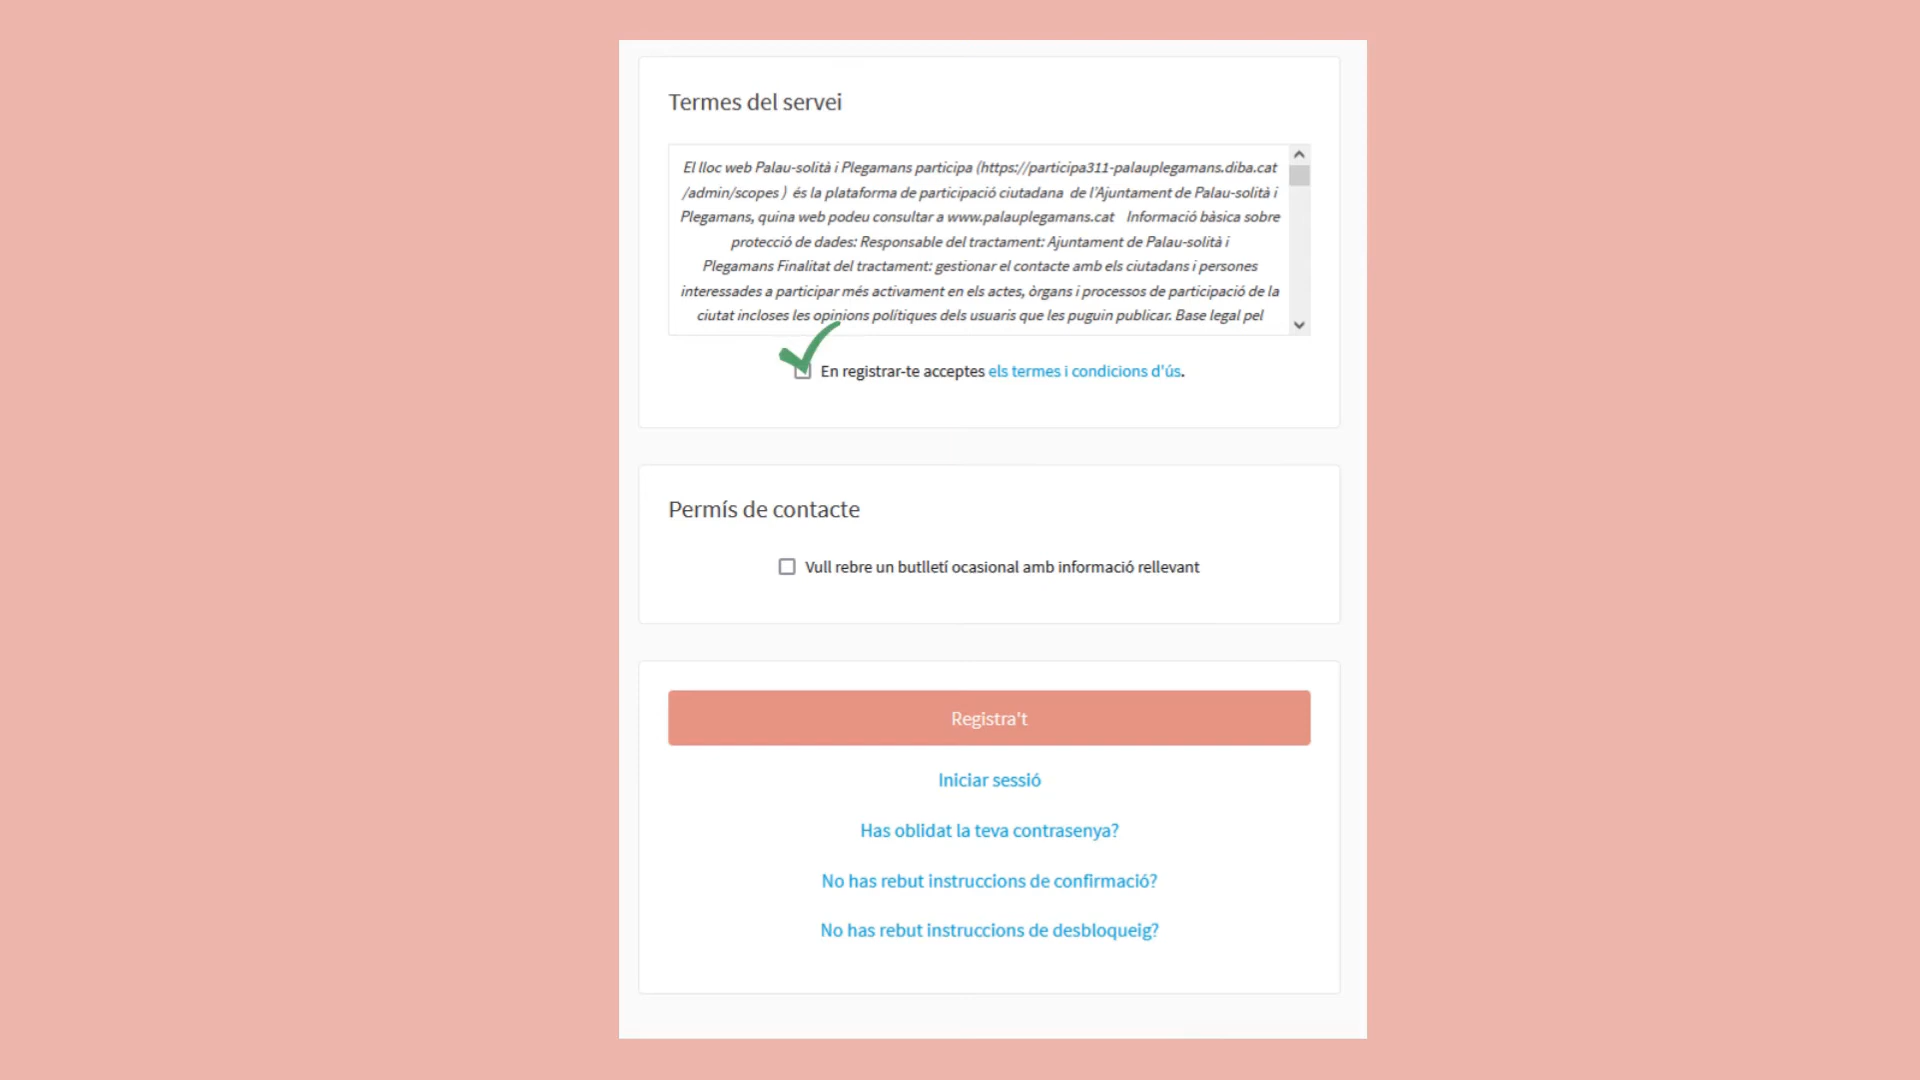 Termes del servei
El lloc web Palau-solità i Plegamans participa (https://participa311-palauplegamans.diba.cat
/admin/scopes ) és la plataforma de participació ciutadana de l'Ajuntament de Palau-solità i
Plegamans, quina web podeu consultar a www.palauplegamans.cat Informació bàsica sobre
protecció de dades: Responsable del tractament: Ajuntament de Palau-solità i
Plegamans Finalitat del tractament: gestionar el contacte amb els ciutadans i persones
interessades a participar més activament en els actes, òrgans i processos de participació de la
ciutat incloses les opinions polítiques dels usuaris que les puguin publicar. Base legal pel
En registrar-te acceptes els termes i condicions d'ús.
Permís de contacte
Vull rebre un butlletí ocasional amb informació rellevant
Registra't
Iniciar sessió
Has oblidat la teva contrasenya?
No has rebut instruccions de confirmació?
No has rebut instruccions de desbloqueig?